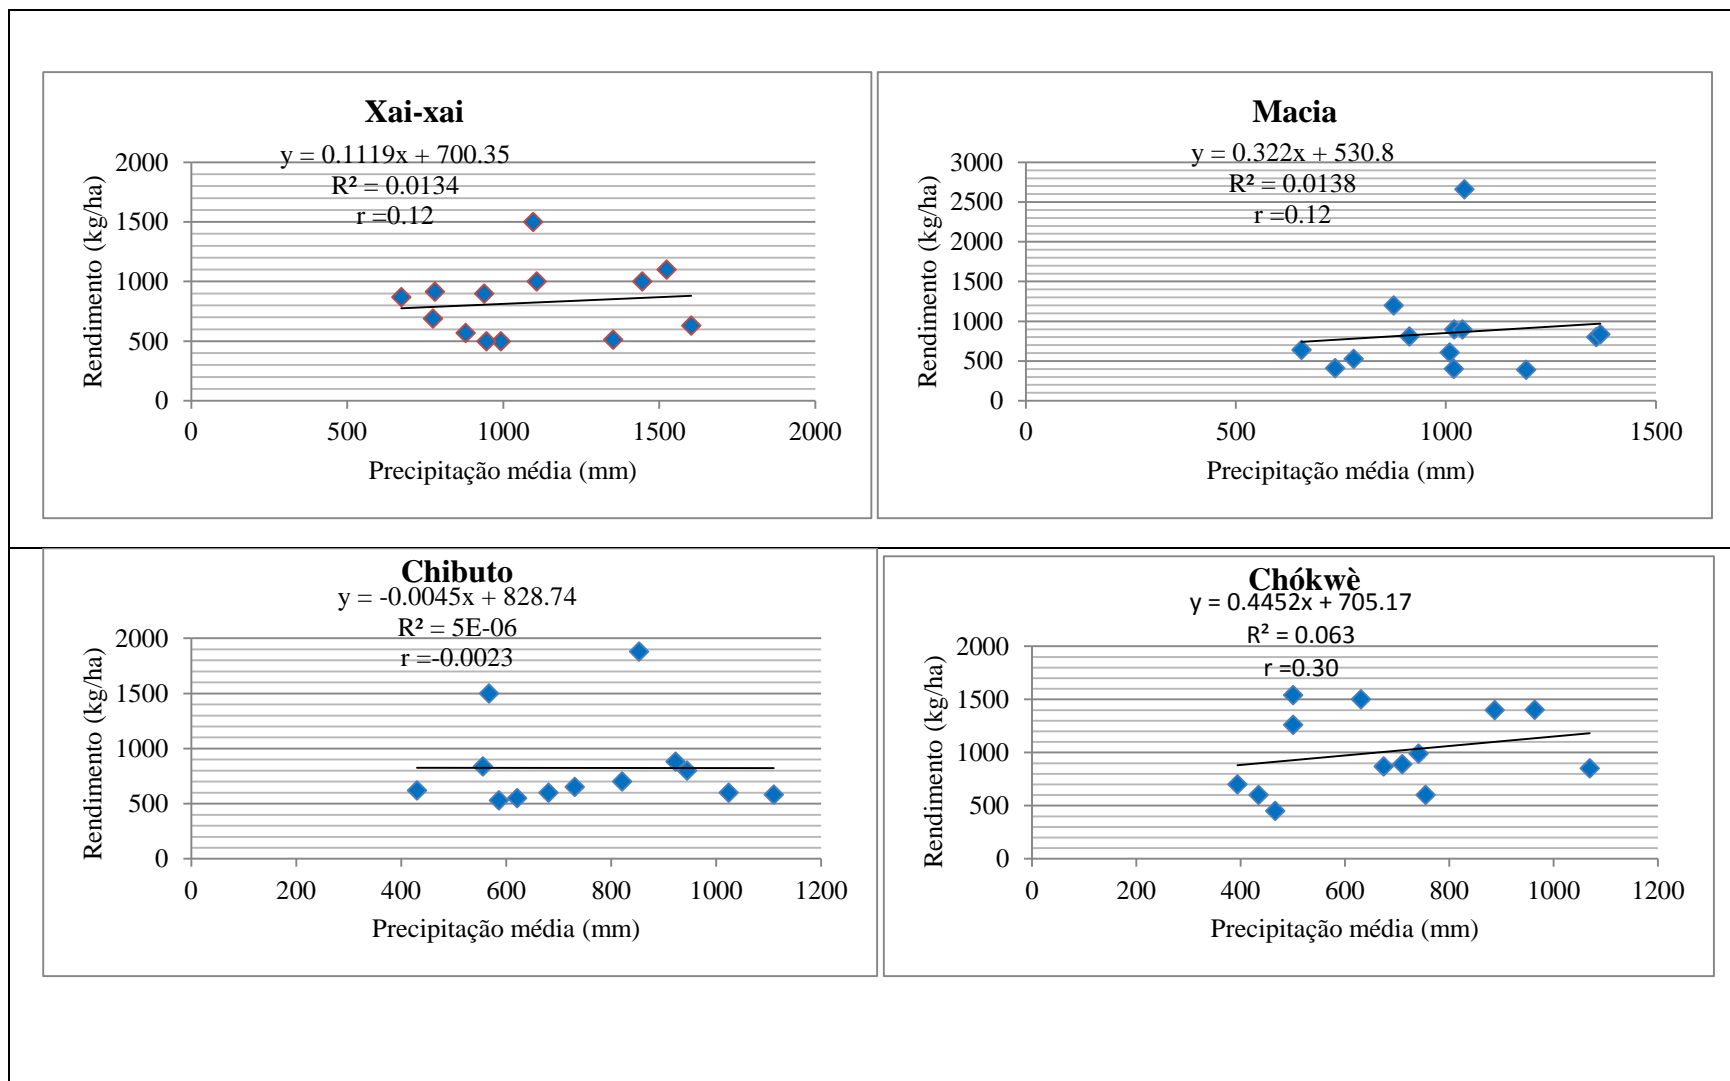 Xai-xai
y = 0.1119x + 700.35
R² = 0.0134
r =0.12
Rendimento (kg/ha)
2000
1500
1000
500
0
0 500 1000 1500 2000
Precipitação média (mm)
Macia
y = 0.322x + 530.8
R² = 0.0138
r =0.12
Rendimento (kg/ha)
3000
2500
2000
1500
1000
500
0
0 500 1000 1500
Precipitação média (mm)
Chibuto
y = -0.0045x + 828.74
R² = 5E-06
r =-0.0023
Rendimento (kg/ha)
2000
1500
1000
500
0
0 200 400 600 800 1000 1200
Precipitação média (mm)
Chókwè
y = 0.4452x + 705.17
R² = 0.063
r =0.30
Rendimento (kg/ha)
2000
1500
1000
500
0
0 200 400 600 800 1000 1200
Precipitação média (mm)